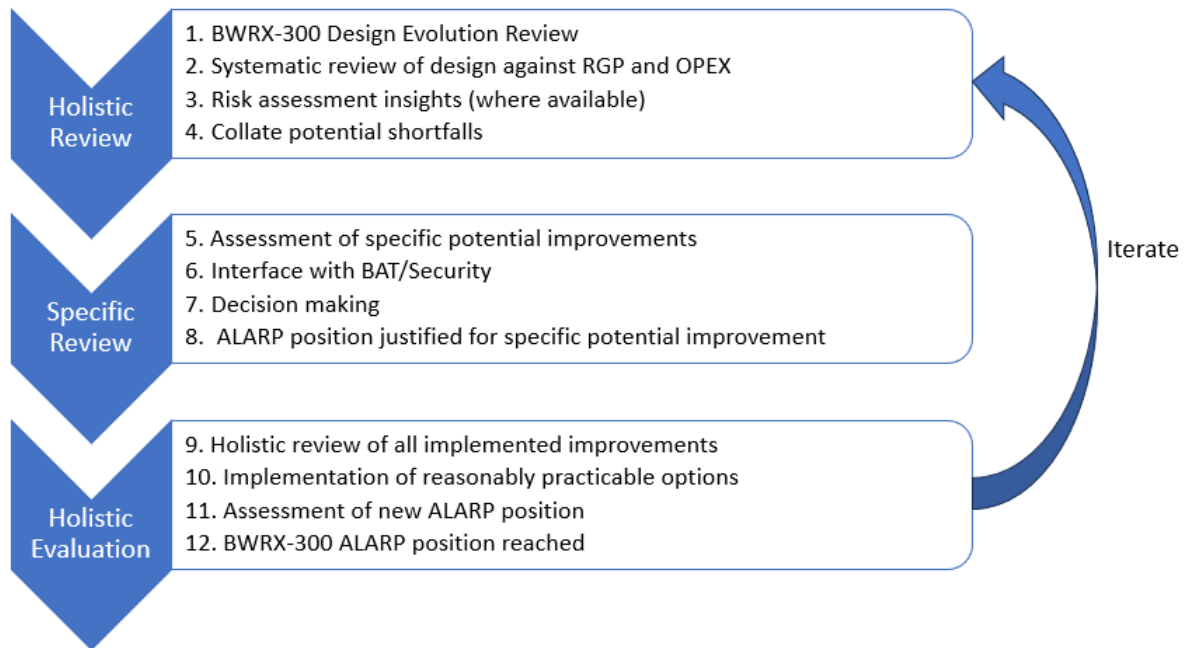 Holistic
Review
1. BWRX-300 Design Evolution Review
2. Systematic review of design against RGP and OPEX
3. Risk assessment insights (where available)
4. Collate potential shortfalls
Specific
Review
5. Assessment of specific potential improvements
6. Interface with BAT/Security
7. Decision making
8. ALARP position justified for specific potential improvement
Holistic
Evaluation
9. Holistic review of all implemented improvements
10. Implementation of reasonably practicable options
11. Assessment of new ALARP position
12. BWRX-300 ALARP position reached
Iterate